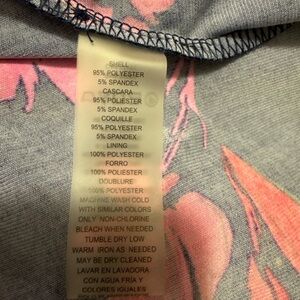 SHELL
95% POLYESTER
5% SPANDEX
CASCARA
95% POLIESTER
5% SPANDEX
COQUILLE
95% POLYESTER
5% SPANDEX
LINING
100% POLYESTER
FORRO
100% POLIESTER
DOUBLURE
100% POLYESTER
MACHINE WASH COLD
WITH SIMILAR COLORS
ONLY NON-CHLORINE
BLEACH WHEN NEEDED
TUMBLE DRY LOW
WARM IRON AS NEEDED
MAY BE DRY CLEANED
LAVAR EN LAVADORA
CON AGUA FRÍA Y
COLORES IGUALES